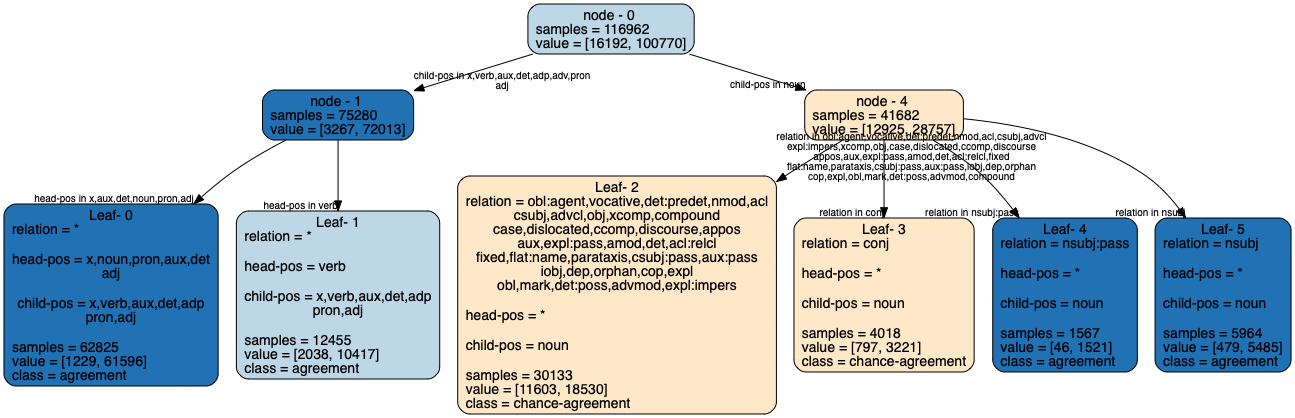 node - 0
samples = 116962
value = [16192, 100770]
child-pos in x,verb,aux,det,adp,adv,pron
adj
child-pos in noun
node - 1
samples = 75280
value = [3267, 72013]
node - 4
samples = 41682
value = [12925, 28757]
relation in obl:agent,vocative,det:predet,nmod,acl,csubj,advcl
expl:impers,xcomp,obj,case,dislocated,ccomp,discourse
appos,aux,expl:pass,amod,det,acl:relcl,fixed
flat:name,parataxis,csubj:pass,aux:pass,iobj,dep,orphan
cop,expl,obl,mark,det:poss,advmod,compound
head-pos in x,aux,det,noun,pron,adj
head-pos in verb
relation in conj
relation in nsubj:pass
relation in nsubj
Leaf- 0
relation = *
head-pos = x,noun,pron,aux,det
adj
child-pos = x,verb,aux,det,adp
pron,adj
samples = 62825
value = [1229, 61596]
class = agreement
Leaf- 1
relation = *
head-pos = verb
child-pos = x,verb,aux,det,adp
pron,adj
samples = 12455
value = [2038, 10417]
class = agreement
Leaf- 2
relation = obl:agent,vocative,det:predet,nmod,acl
csubj,advcl,obj,xcomp,compound
case,dislocated,ccomp,discourse,appos
aux,expl:pass,amod,det,acl:relcl
fixed,flat:name,parataxis,csubj:pass,aux:pass
iobj,dep,orphan,cop,expl
obl,mark,det:poss,advmod,expl:impers
head-pos = *
child-pos = noun
samples = 30133
value = [11603, 18530]
class = chance-agreement
Leaf- 3
relation = conj
head-pos = *
child-pos = noun
samples = 4018
value = [797, 3221]
class = chance-agreement
Leaf- 4
relation = nsubj:pass
head-pos = *
child-pos = noun
samples = 1567
value = [46, 1521]
class = agreement
Leaf- 5
relation = nsubj
head-pos = *
child-pos = noun
samples = 5964
value = [479, 5485]
class = agreement